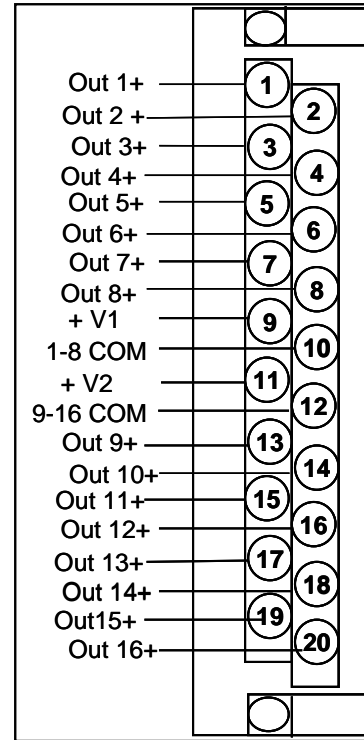 Out 1+ 1
Out 2 + 2
Out 3+ 3
Out 4+ 4
Out 5+ 5
Out 6+ 6
Out 7+ 7
Out 8+ 8
+ V1 9
1-8 COM 10
+ V2 11
9-16 COM 12
Out 9+ 13
Out 10+ 14
Out 11+ 15
Out 12+ 16
Out 13+ 17
Out 14+ 18
Out15+ 19
Out 16+ 20